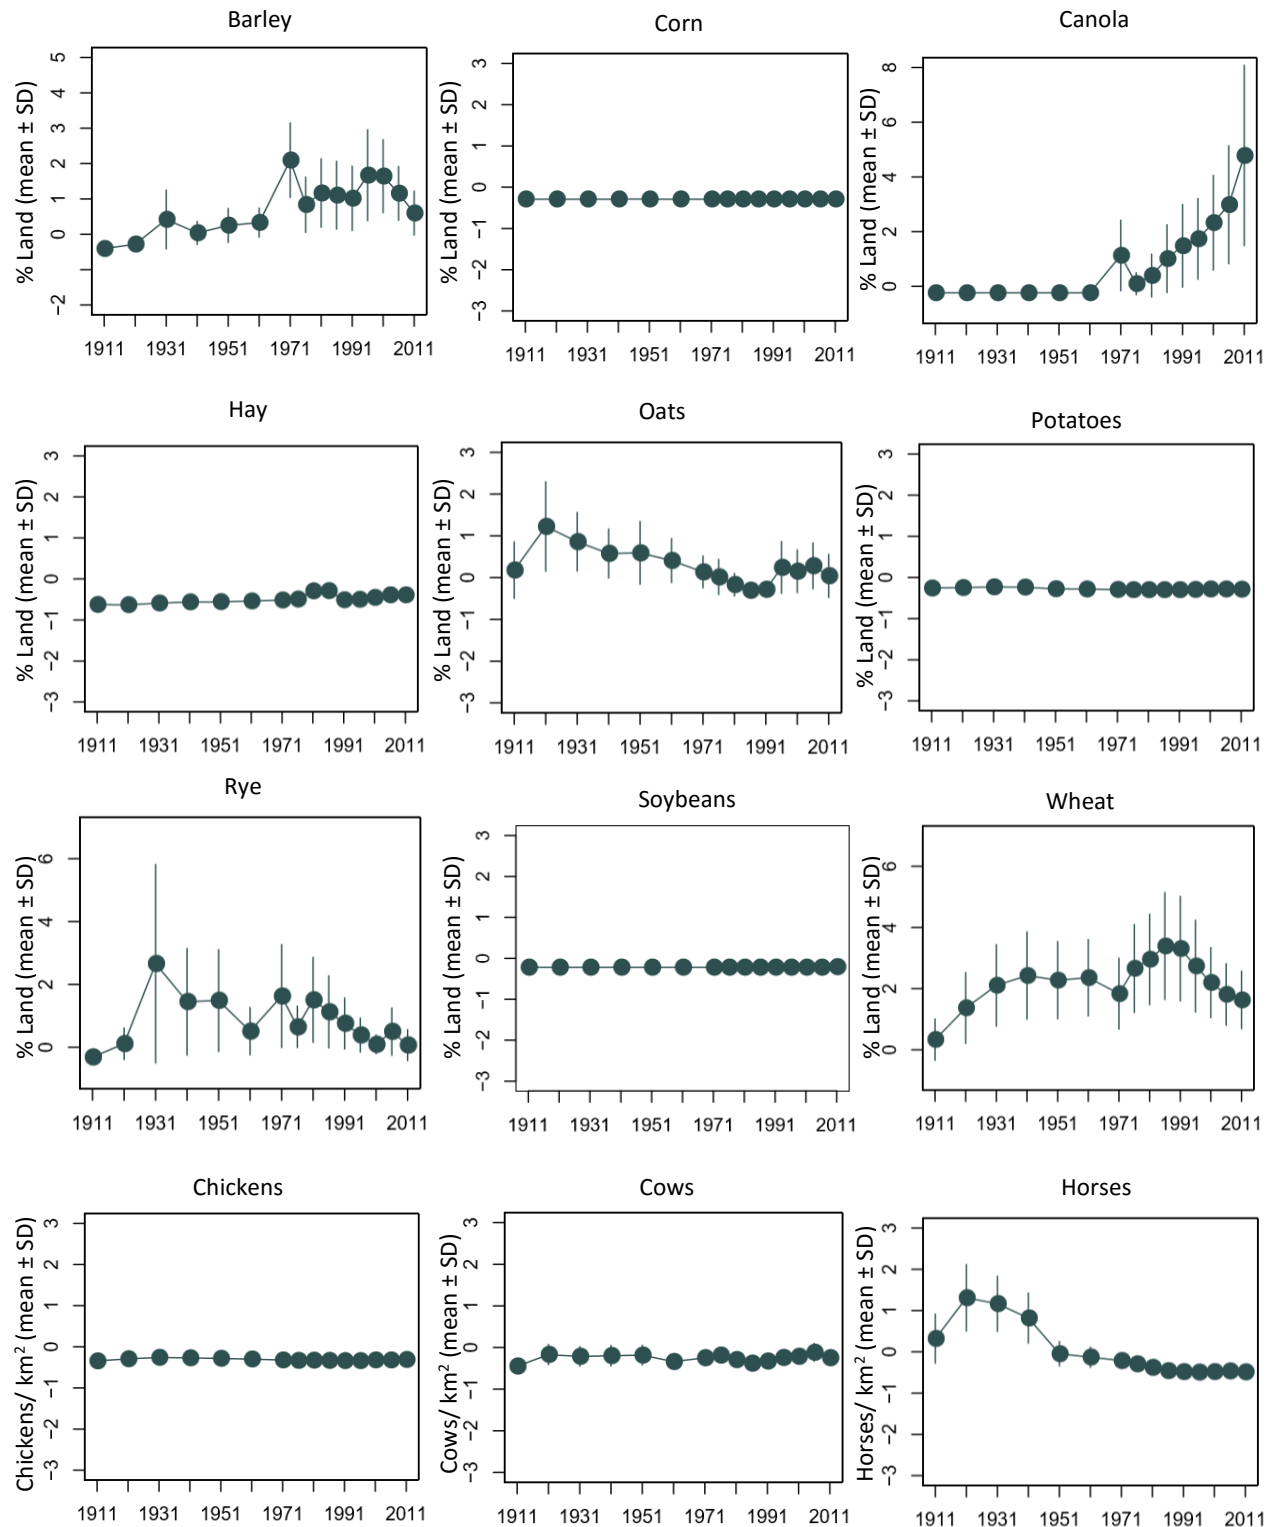 Barley
% Land (mean ± SD)
5
4
3
2
1
0
−2
1911 1931 1951 1971 1991 2011
Corn
% Land (mean ± SD)
3
2
1
0
−1
−2
−3
1911 1931 1951 1971 1991 2011
Canola
% Land (mean ± SD)
8
6
4
2
0
1911 1931 1951 1971 1991 2011
Hay
% Land (mean ± SD)
3
2
1
0
−1
−2
−3
1911 1931 1951 1971 1991 2011
Oats
% Land (mean ± SD)
3
2
1
0
−1
−2
−3
1911 1931 1951 1971 1991 2011
Potatoes
% Land (mean ± SD)
3
2
1
0
−1
−2
−3
1911 1931 1951 1971 1991 2011
Rye
% Land (mean ± SD)
6
4
2
0
1911 1931 1951 1971 1991 2011
Soybeans
% Land (mean ± SD)
3
2
1
0
−1
−2
−3
1911 1931 1951 1971 1991 2011
Wheat
% Land (mean ± SD)
6
4
2
0
1911 1931 1951 1971 1991 2011
Chickens
Chickens/ km² (mean ± SD)
3
2
1
0
−1
−2
−3
1911 1931 1951 1971 1991 2011
Cows
Cows/ km² (mean ± SD)
3
2
1
0
−1
−2
−3
1911 1931 1951 1971 1991 2011
Horses
Horses/ km² (mean ± SD)
3
2
1
0
−1
−2
−3
1911 1931 1951 1971 1991 2011